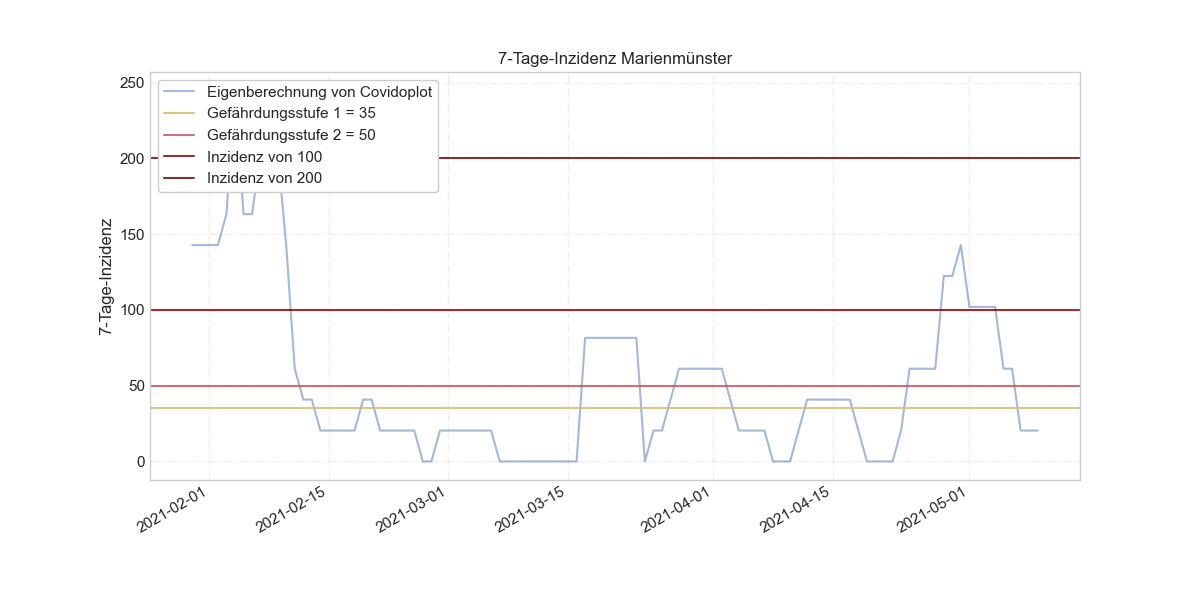 7-Tage-Inzidenz Marienmünster
7-Tage-Inzidenz
250
200
150
100
50
0
Eigenberechnung von Covidoplot
Gefährdungsstufe 1 = 35
Gefährdungsstufe 2 = 50
Inzidenz von 100
Inzidenz von 200
2021-02-01
2021-02-15
2021-03-01
2021-03-15
2021-04-01
2021-04-15
2021-05-01